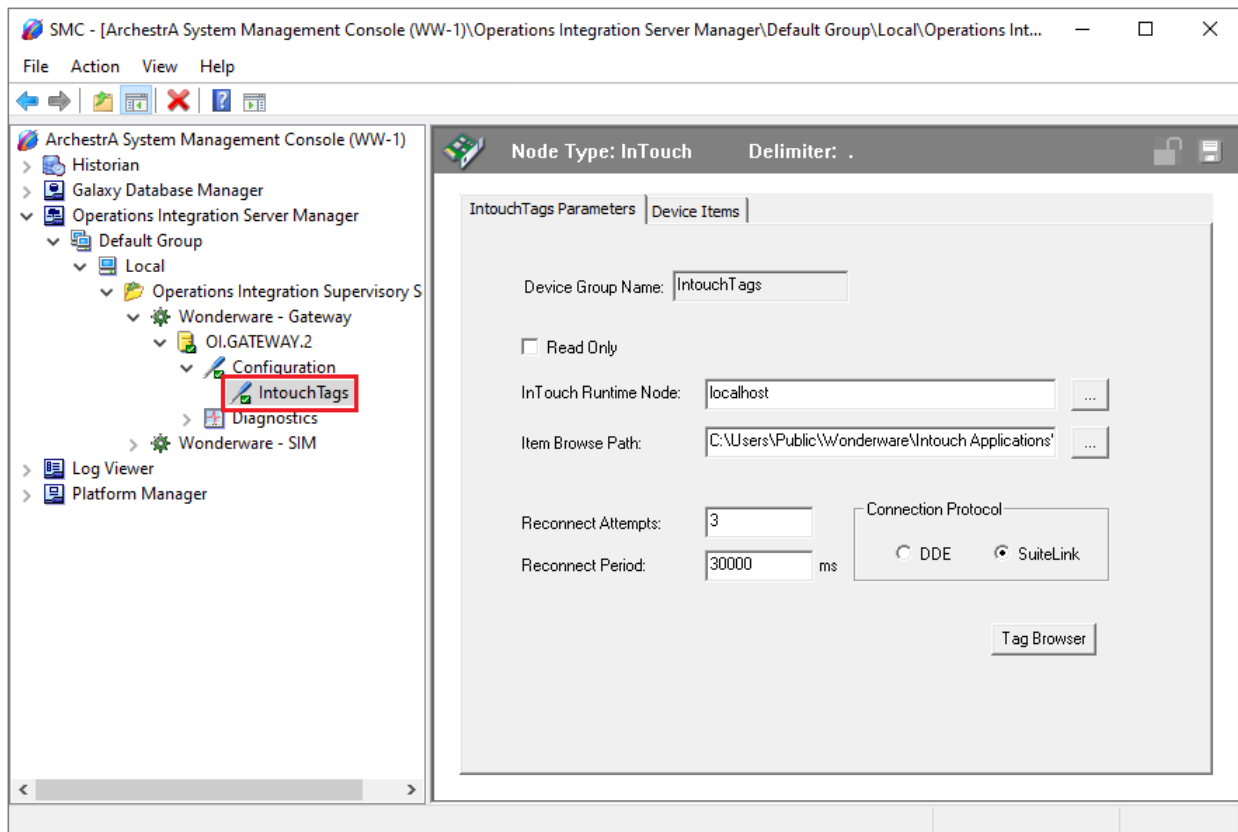 SMC - [ArchestrA System Management Console (WW-1)\Operations Integration Server Manager\Default Group\Local\Operations Int...
File Action View Help
ArchestrA System Management Console (WW-1)
Historian
Galaxy Database Manager
Operations Integration Server Manager
Default Group
Local
Operations Integration Supervisory S
Wonderware - Gateway
OI.GATEWAY.2
Configuration
IntouchTags
Diagnostics
Wonderware - SIM
Log Viewer
Platform Manager
Node Type: InTouch Delimiter: .
IntouchTags Parameters Device Items
Device Group Name: IntouchTags
Read Only
InTouch Runtime Node: localhost ...
Item Browse Path: C:\Users\Public\Wonderware\Intouch Applications' ...
Reconnect Attempts: 3
Reconnect Period: 30000 ms
Connection Protocol
DDE SuiteLink
Tag Browser